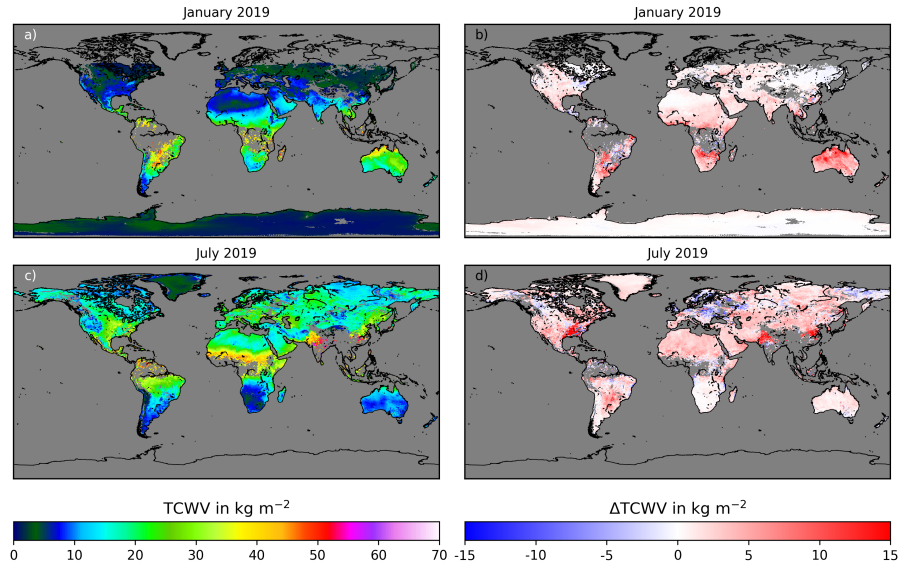 January 2019
January 2019
a)
b)
July 2019
July 2019
c)
d)
TCWV in kg m⁻²
ΔTCWV in kg m⁻²
0 10 20 30 40 50 60 70
-15 -10 -5 0 5 10 15